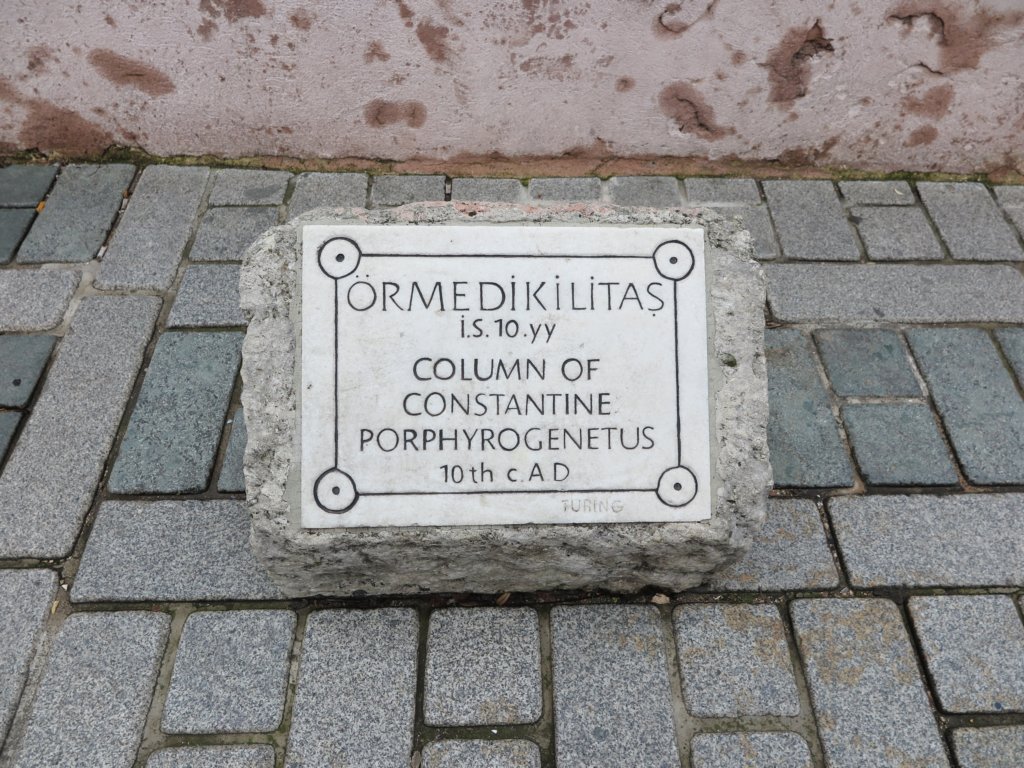 ÖRMEDİKİLİTAŞ
İ.S. 10.yy
COLUMN OF
CONSTANTINE
PORPHYROGENETUS
10th c. A D
TURING